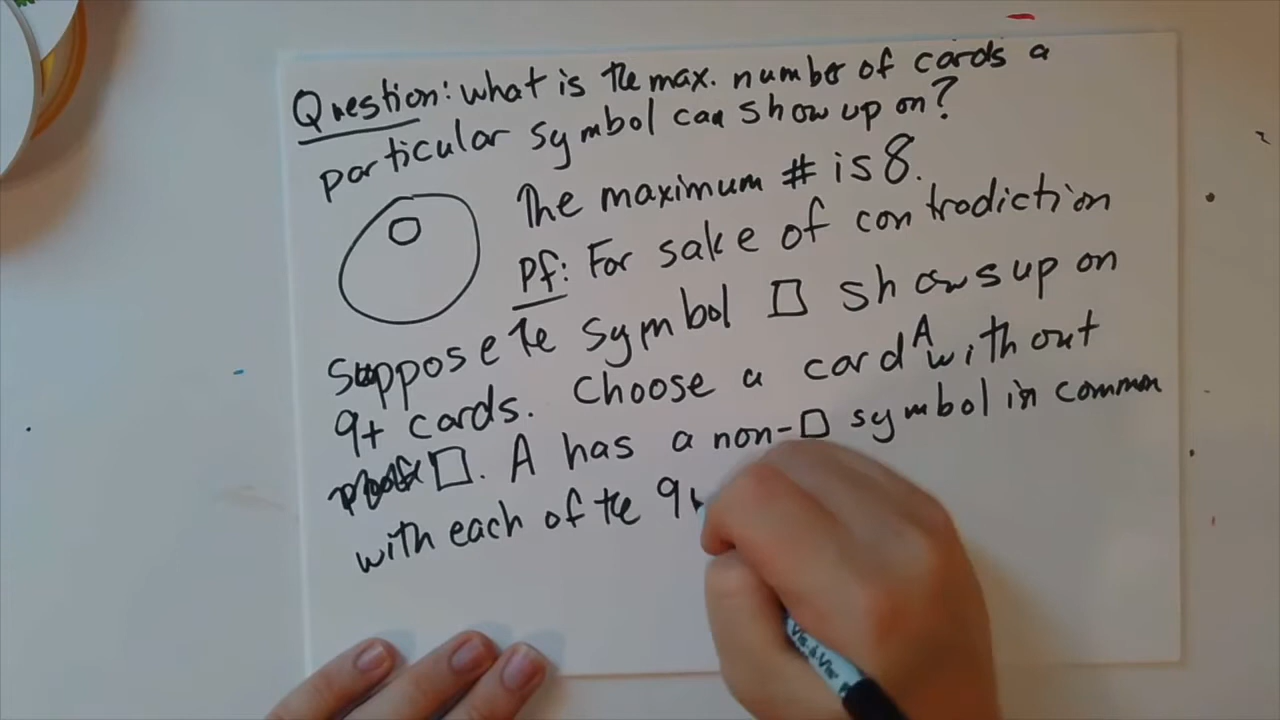 Question: what is the max. number of cards a
particular symbol can show up on?
The maximum # is 8.
Pf: For sake of contradiction
Suppose the symbol □ shows up on
9+ cards. Choose a card A without
□. A has a non-□ symbol in common
with each of the 9+
Vis-à-Vis